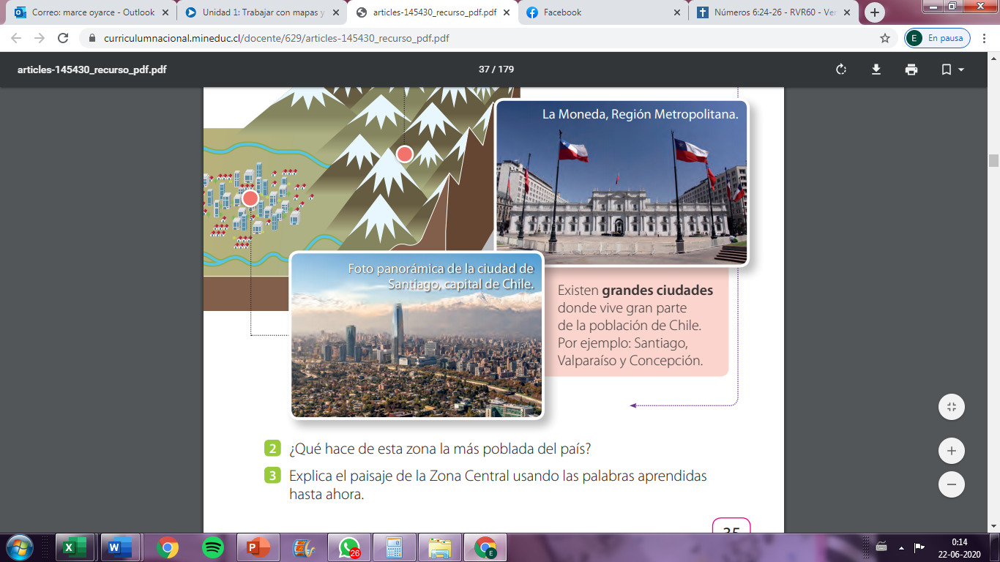 Correo: marce oyarce - Outlook
Unidad 1: Trabajar con mapas y
articles-145430_recurso_pdf.pdf
Facebook
Números 6:24-26 - RVR60 - Ver
curriculumnacional.mineduc.cl/docente/629/articles-145430_recurso_pdf.pdf
E
En pausa
articles-145430_recurso_pdf.pdf
37 / 179
La Moneda, Región Metropolitana.
Foto panorámica de la ciudad de
Santiago, capital de Chile.
Existen grandes ciudades
donde vive gran parte
de la población de Chile.
Por ejemplo: Santiago,
Valparaíso y Concepción.
2 ¿Qué hace de esta zona la más poblada del país?
3 Explica el paisaje de la Zona Central usando las palabras aprendidas
hasta ahora.
35
26
E
0:14
22-06-2020